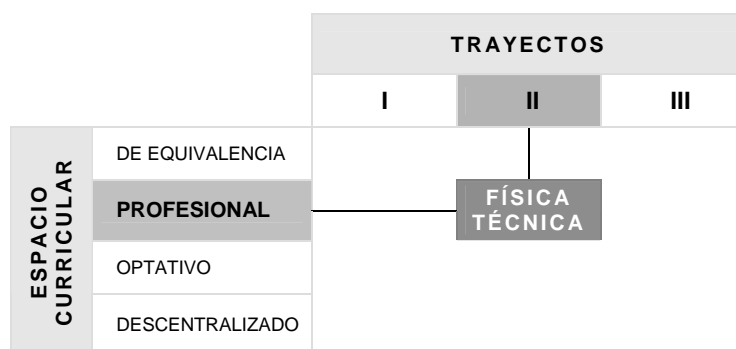 TRAYECTOS
I II III
ESPACIO
CURRICULAR
DE EQUIVALENCIA
PROFESIONAL
FÍSICA
TÉCNICA
OPTATIVO
DESCENTRALIZADO